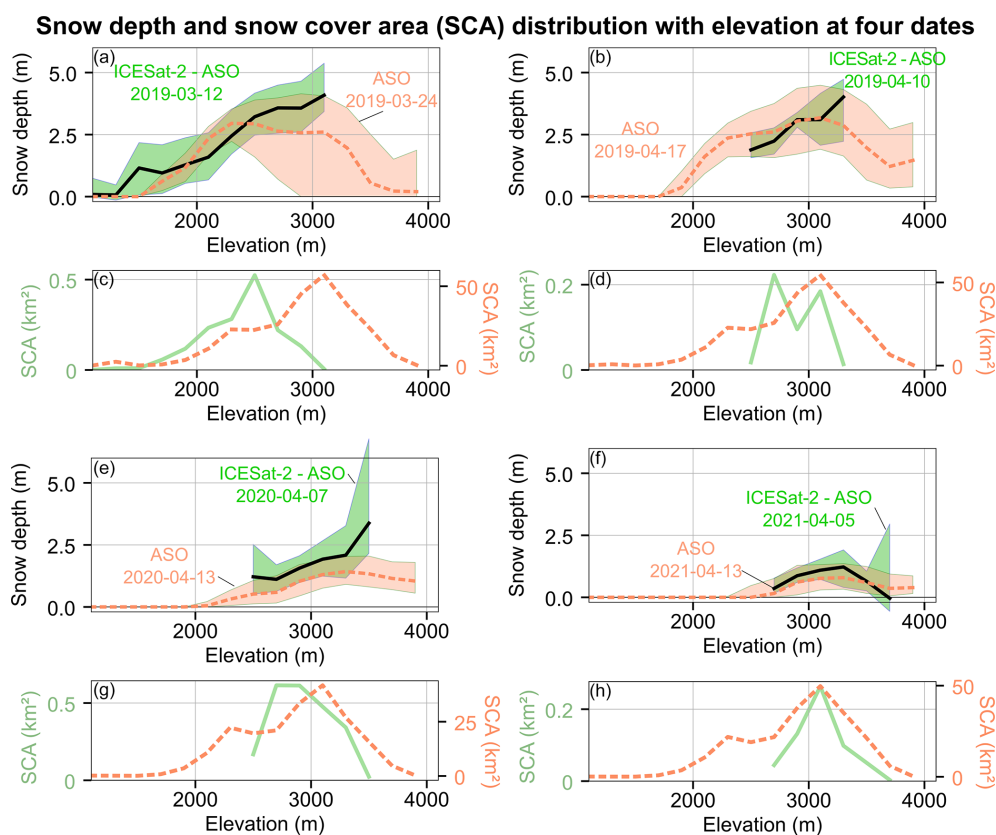 Snow depth and snow cover area (SCA) distribution with elevation at four dates
(a)
Snow depth (m)
5.0
2.5
0.0
ICESat-2 - ASO
2019-03-12
ASO
2019-03-24
2000
3000
4000
Elevation (m)
(b)
Snow depth (m)
5.0
2.5
0.0
ICESat-2 - ASO
2019-04-10
ASO
2019-04-17
2000
3000
4000
Elevation (m)
(c)
SCA (km²)
0.5
0
50
0
SCA (km²)
2000
3000
4000
Elevation (m)
(d)
SCA (km²)
0.2
0
50
0
SCA (km²)
2000
3000
4000
Elevation (m)
(e)
Snow depth (m)
5.0
2.5
0.0
ICESat-2 - ASO
2020-04-07
ASO
2020-04-13
2000
3000
4000
Elevation (m)
(f)
Snow depth (m)
5.0
2.5
0.0
ICESat-2 - ASO
2021-04-05
ASO
2021-04-13
2000
3000
4000
Elevation (m)
(g)
SCA (km²)
0.5
0
25
0
SCA (km²)
2000
3000
4000
Elevation (m)
(h)
SCA (km²)
0.2
0
50
0
SCA (km²)
2000
3000
4000
Elevation (m)